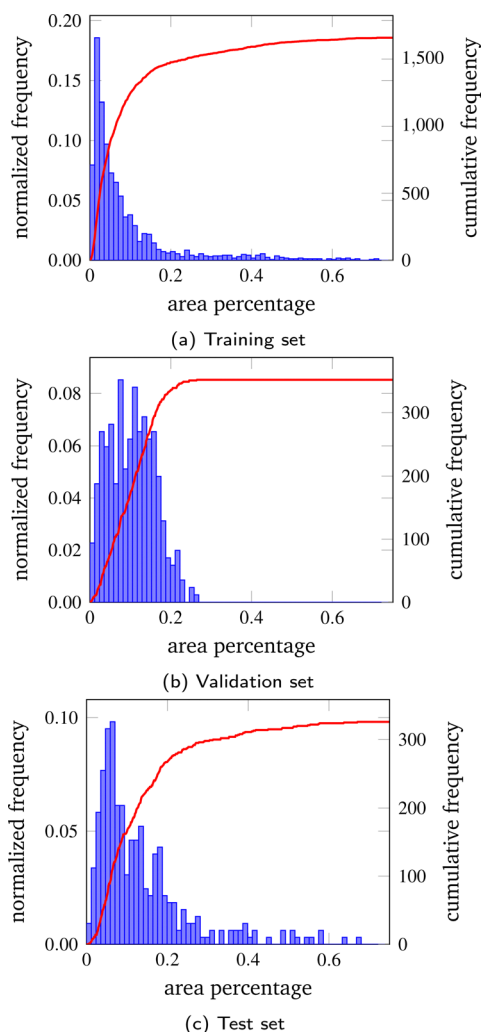 normalized frequency
0.20
0.15
0.10
0.05
0.00
1,500
1,000
500
0
cumulative frequency
0 0.2 0.4 0.6
area percentage
(a) Training set
normalized frequency
0.08
0.06
0.04
0.02
0.00
300
200
100
0
cumulative frequency
0 0.2 0.4 0.6
area percentage
(b) Validation set
normalized frequency
0.10
0.05
0.00
300
200
100
0
cumulative frequency
0 0.2 0.4 0.6
area percentage
(c) Test set